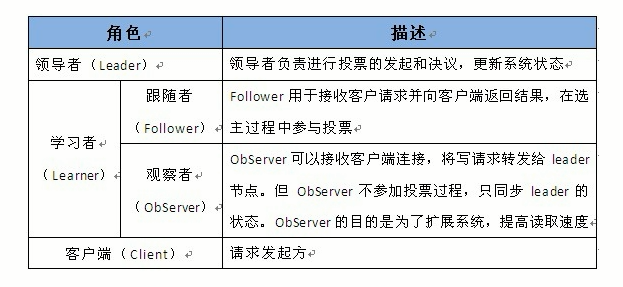 角色
描述
领导者（Leader）
领导者负责进行投票的发起和决议，更新系统状态
学习者
（Learner）
跟随者
（Follower）
Follower 用于接收客户请求并向客户端返回结果，在选
主过程中参与投票
观察者
（ObServer）
ObServer 可以接收客户端连接，将写请求转发给 leader
节点。但 ObServer 不参加投票过程，只同步 leader 的
状态。ObServer 的目的是为了扩展系统，提高读取速度
客户端（Client）
请求发起方